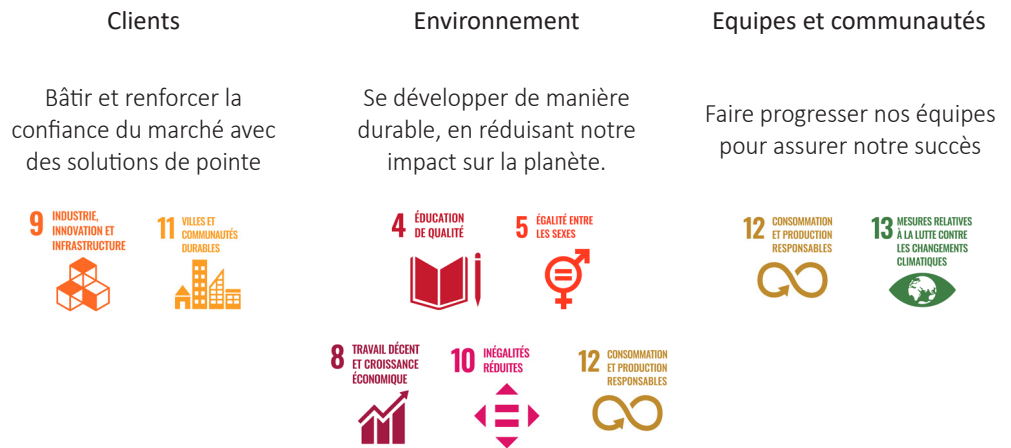 Clients
Bâtir et renforcer la
confiance du marché avec
des solutions de pointe
9 INDUSTRIE,
INNOVATION ET
INFRASTRUCTURE
11 VILLES ET
COMMUNAUTÉS
DURABLES
Environnement
Se développer de manière
durable, en réduisant notre
impact sur la planète.
4 ÉDUCATION
DE QUALITÉ
5 ÉGALITÉ ENTRE
LES SEXES
8 TRAVAIL DÉCENT
ET CROISSANCE
ÉCONOMIQUE
10 INÉGALITÉS
RÉDUITES
12 CONSOMMATION
ET PRODUCTION
RESPONSABLES
Equipes et communautés
Faire progresser nos équipes
pour assurer notre succès
12 CONSOMMATION
ET PRODUCTION
RESPONSABLES
13 MESURES RELATIVES
À LA LUTTE CONTRE
LES CHANGEMENTS
CLIMATIQUES